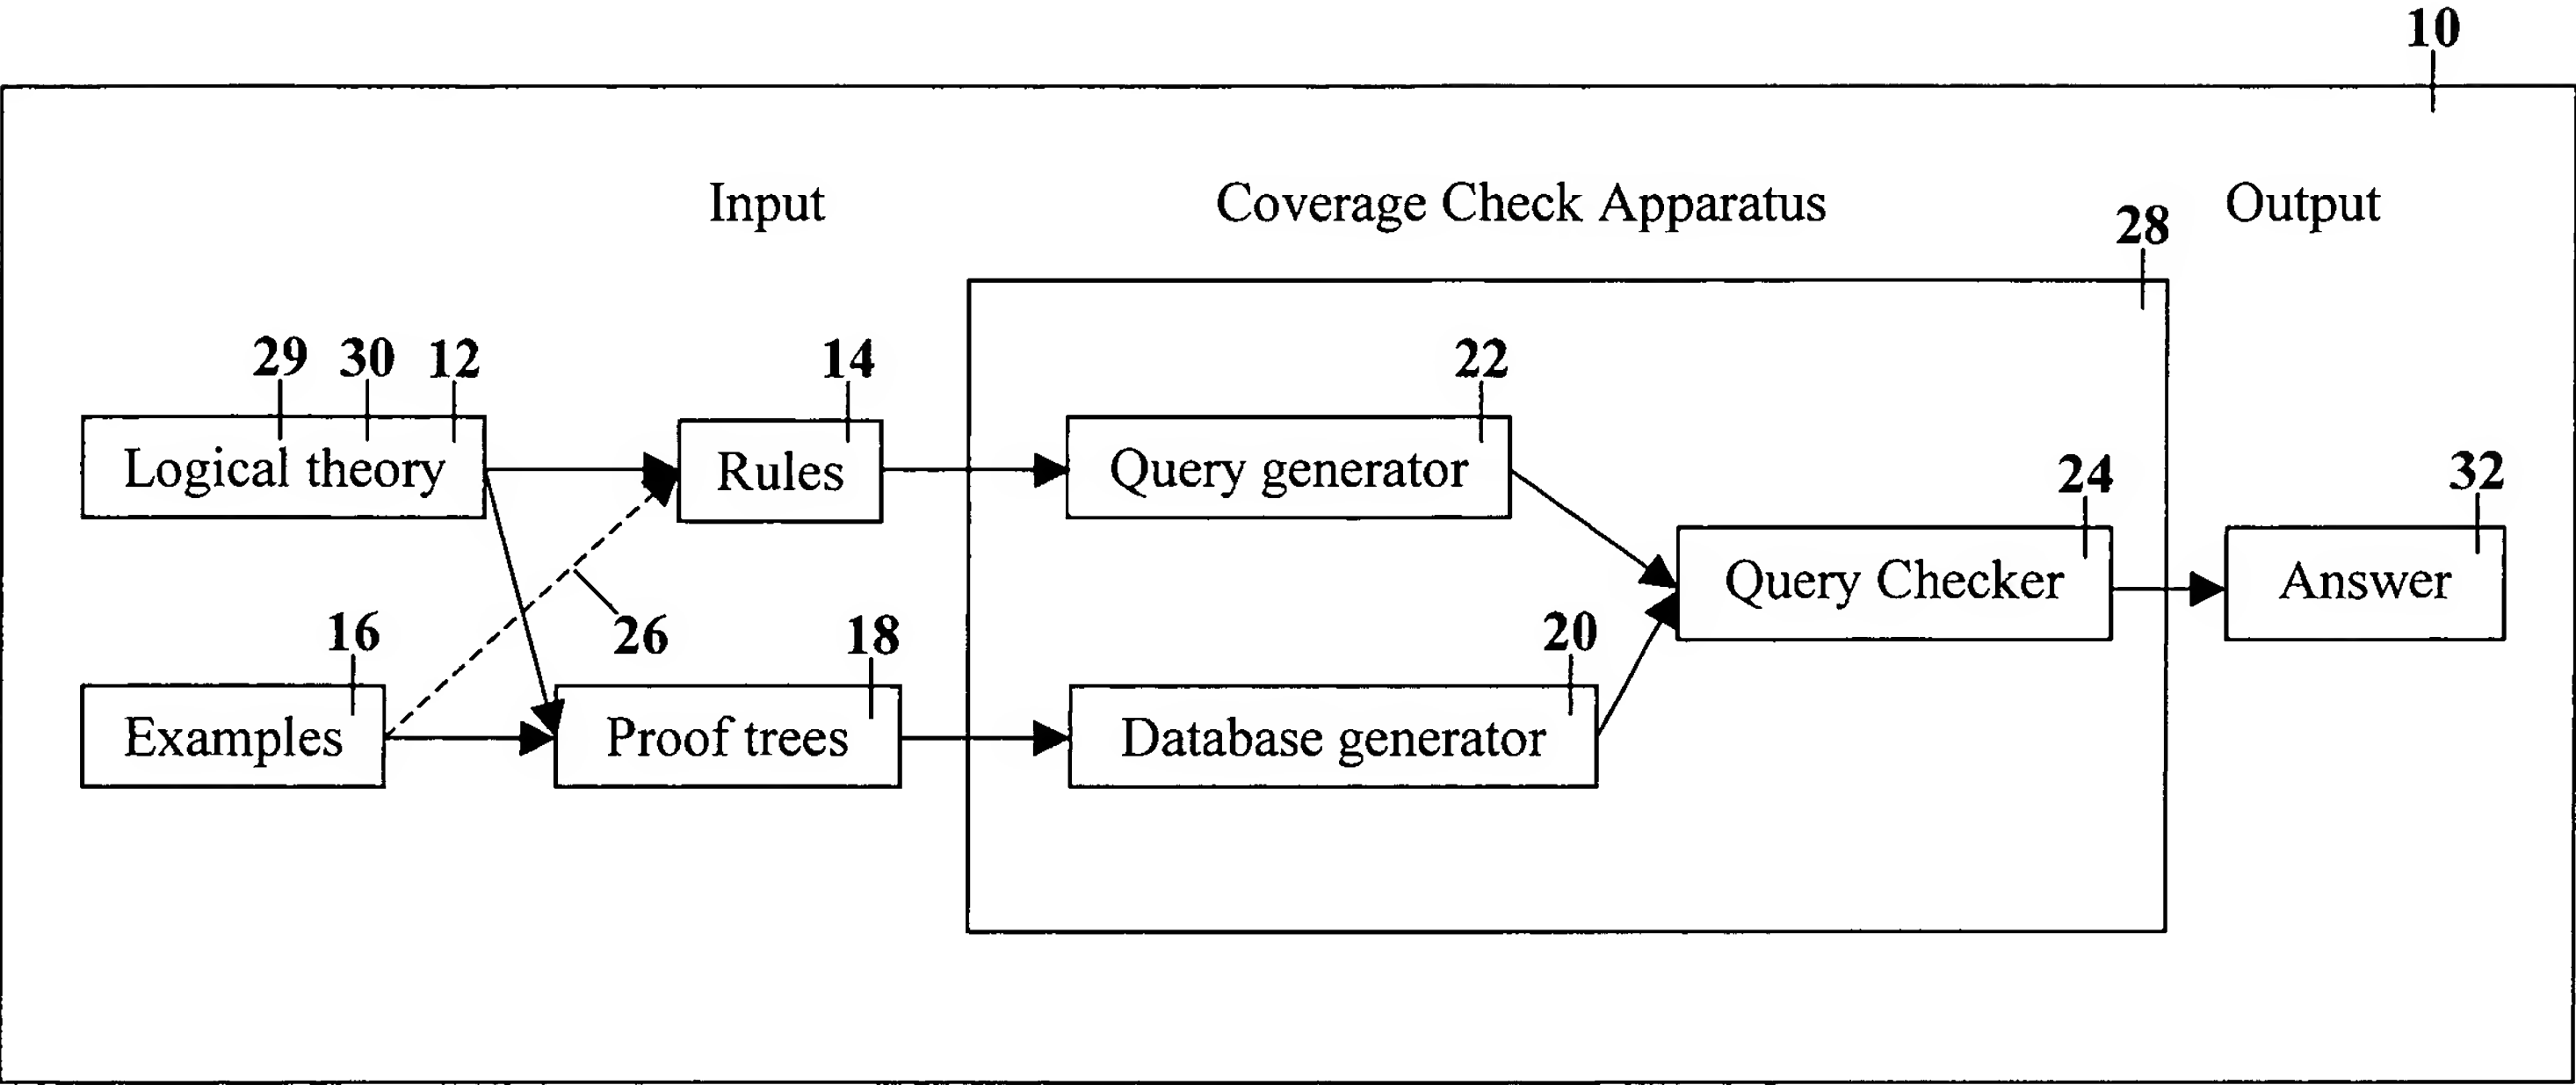 10
Input
Coverage Check Apparatus
Output
28
29 30 12
14
22
Logical theory
Rules
Query generator
24
32
Query Checker
Answer
16
26
18
20
Examples
Proof trees
Database generator